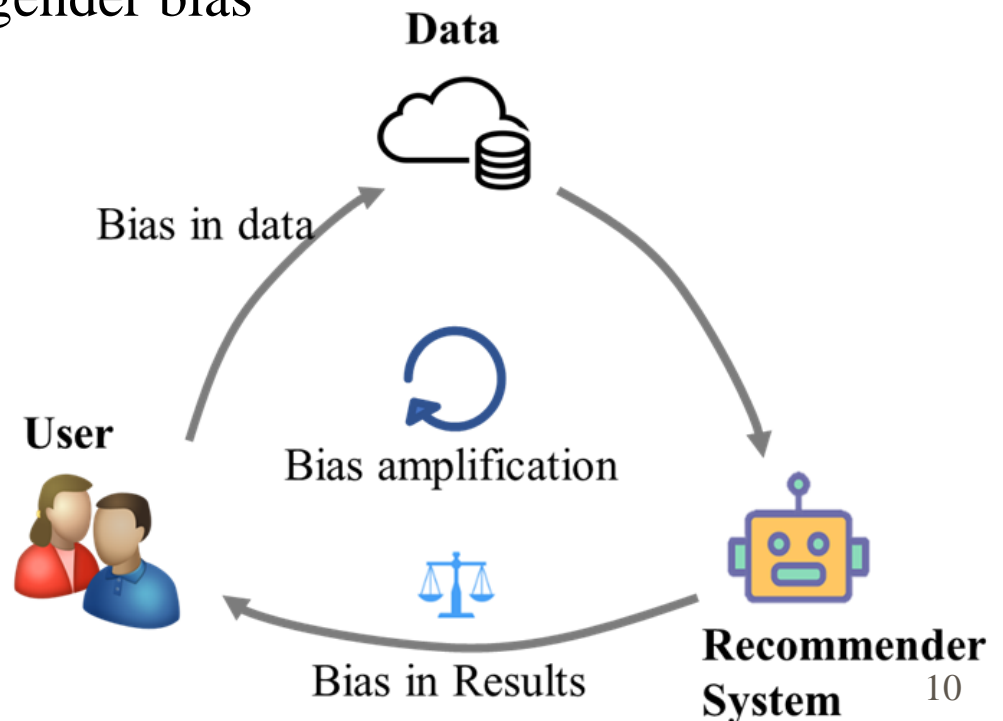 gender bias
Data
Bias in data
User
Bias amplification
Bias in Results
Recommender
System
10